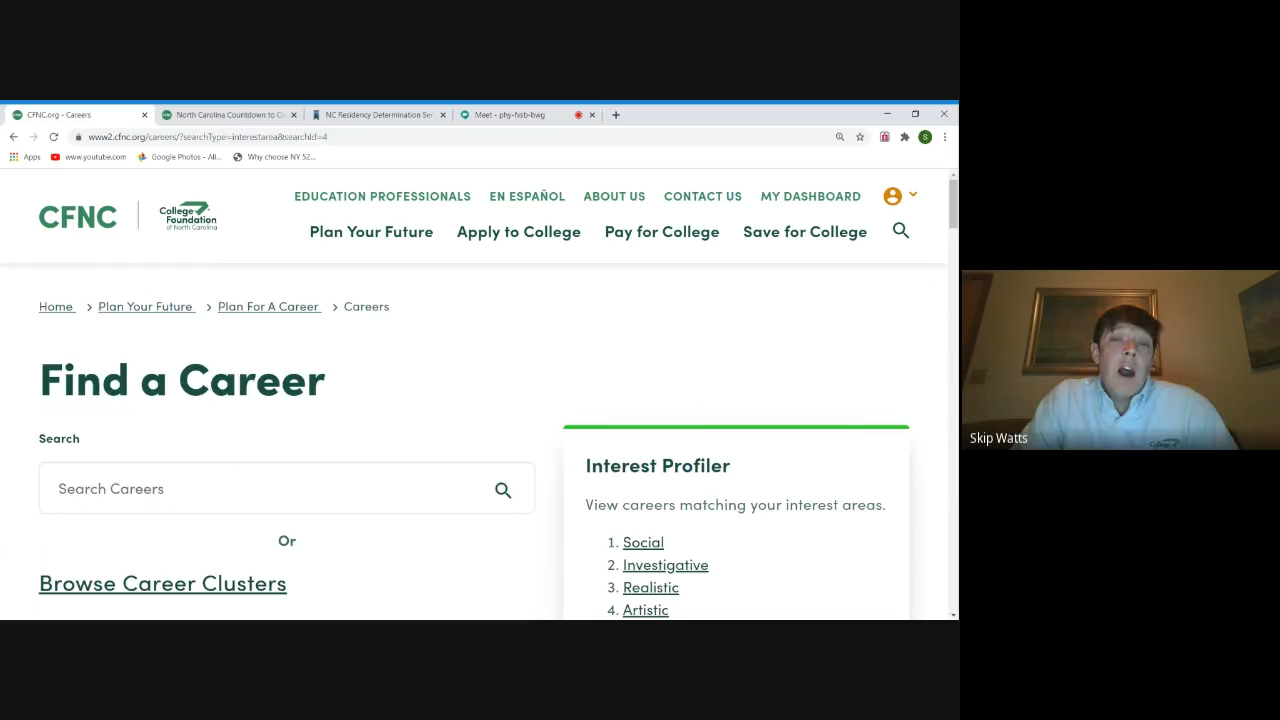 CFNC.org - Careers
North Carolina Countdown to Co
NC Residency Determination Ser
Meet - phy-fxsb-bwg
www2.cfnc.org/careers/?searchType=interestarea&searchId=4
S
Apps
www.youtube.com
Google Photos - All...
Why choose NY 52...
EDUCATION PROFESSIONALS
EN ESPAÑOL
ABOUT US
CONTACT US
MY DASHBOARD
CFNC
College
Foundation
of North Carolina
Plan Your Future
Apply to College
Pay for College
Save for College
Home > Plan Your Future > Plan For A Career > Careers
Find a Career
Search
Search Careers
Or
Browse Career Clusters
Interest Profiler
View careers matching your interest areas.
1. Social
2. Investigative
3. Realistic
4. Artistic
Skip Watts
College